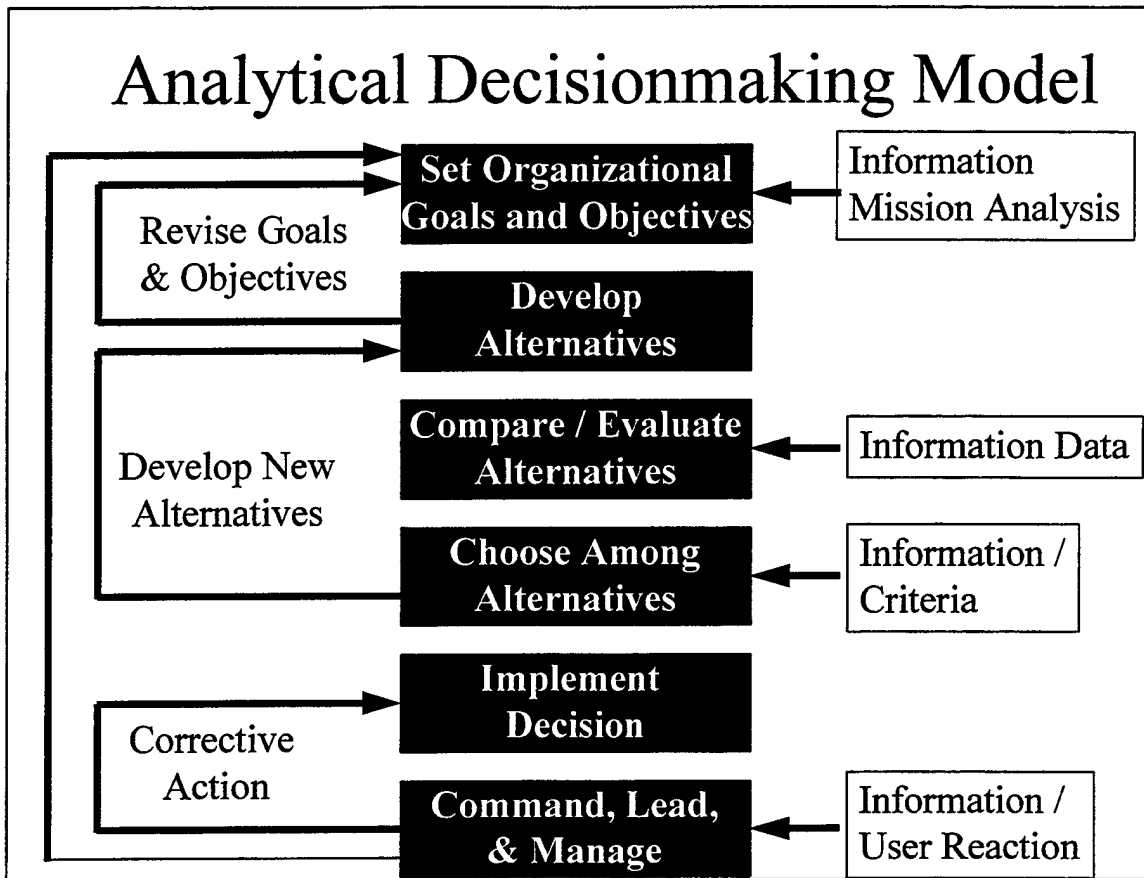 Analytical Decisionmaking Model
Set Organizational
Goals and Objectives
Information
Mission Analysis
Revise Goals
& Objectives
Develop
Alternatives
Compare / Evaluate
Alternatives
Information Data
Develop New
Alternatives
Choose Among
Alternatives
Information /
Criteria
Implement
Decision
Corrective
Action
Command, Lead,
& Manage
Information /
User Reaction